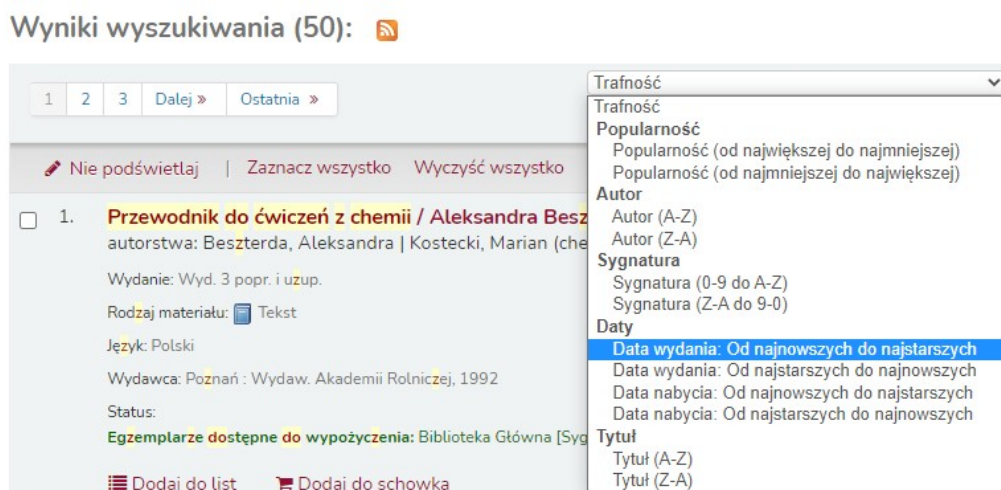 Wyniki wyszukiwania (50):
1 2 3 Dalej » Ostatnia »
Nie podświetlaj | Zaznacz wszystko Wyczyść wszystko
1. Przewodnik do ćwiczeń z chemii / Aleksandra Besz
autorstwa: Beszterda, Aleksandra | Kostecki, Marian (che
Wydanie: Wyd. 3 popr. i uzup.
Rodzaj materiału: Tekst
Język: Polski
Wydawca: Poznań : Wydaw. Akademii Rolniczej, 1992
Status:
Egzemplarze dostępne do wypożyczenia: Biblioteka Główna [Syg
Dodaj do list Dodaj do schowka
Trafność
Trafność
Popularność
Popularność (od największej do najmniejszej)
Popularność (od najmniejszej do największej)
Autor
Autor (A-Z)
Autor (Z-A)
Sygnatura
Sygnatura (0-9 do A-Z)
Sygnatura (Z-A do 9-0)
Daty
Data wydania: Od najnowszych do najstarszych
Data wydania: Od najstarszych do najnowszych
Data nabycia: Od najnowszych do najstarszych
Data nabycia: Od najstarszych do najnowszych
Tytuł
Tytuł (A-Z)
Tytuł (Z-A)